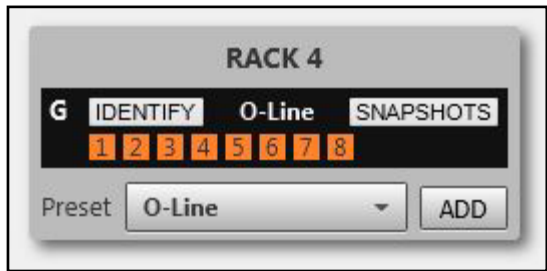 RACK 4
G IDENTIFY O-Line SNAPSHOTS
1 2 3 4 5 6 7 8
Preset O-Line ADD